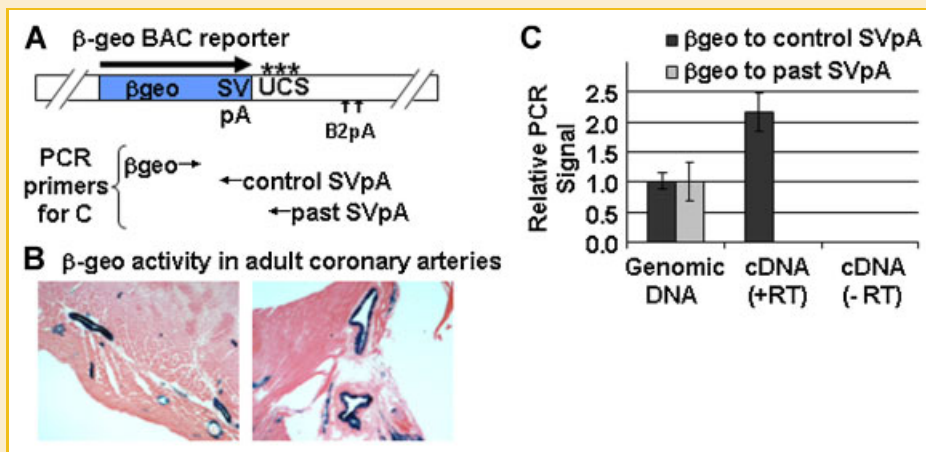 A β-geo BAC reporter
βgeo SV
pA
***
UCS
B2pA
PCR
primers
for C
βgeo→
←control SVpA
←past SVpA
B β-geo activity in adult coronary arteries
C
βgeo to control SVpA
βgeo to past SVpA
Relative PCR
Signal
2.5
2.0
1.5
1.0
0.5
0.0
Genomic
DNA
cDNA
(+RT)
cDNA
(- RT)